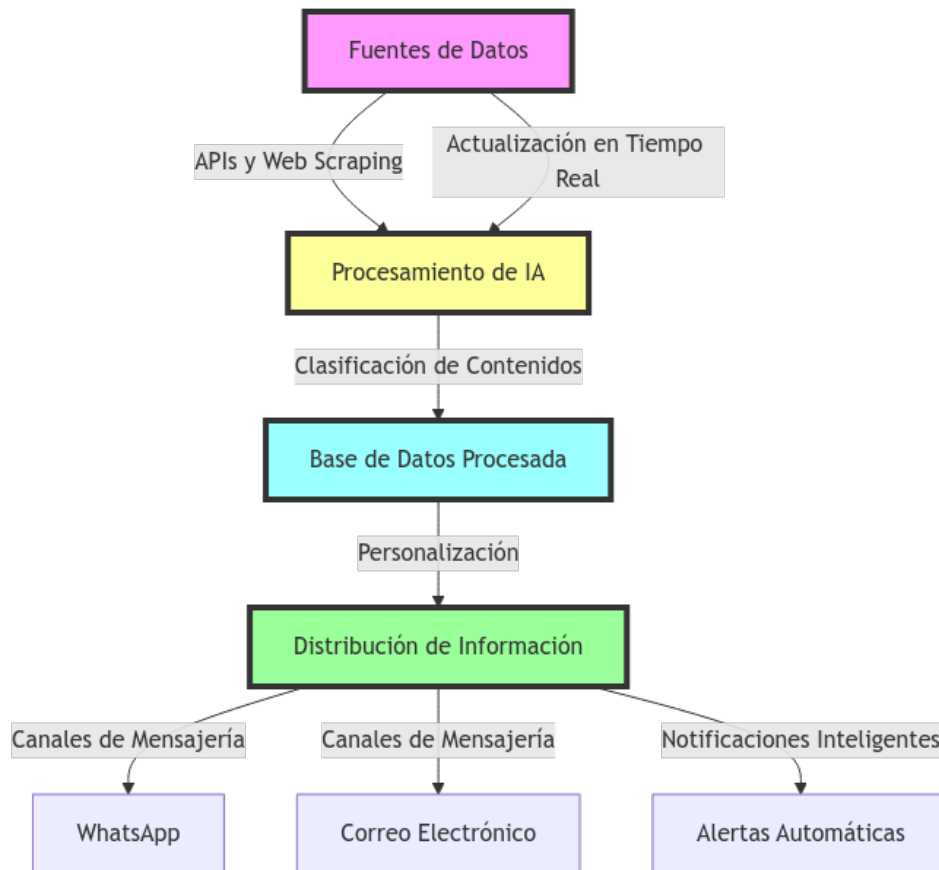 Fuentes de Datos
APIs y Web Scraping
Actualización en Tiempo
Real
Procesamiento de IA
Clasificación de Contenidos
Base de Datos Procesada
Personalización
Distribución de Información
Canales de Mensajería
Canales de Mensajería
Notificaciones Inteligentes
WhatsApp
Correo Electrónico
Alertas Automáticas